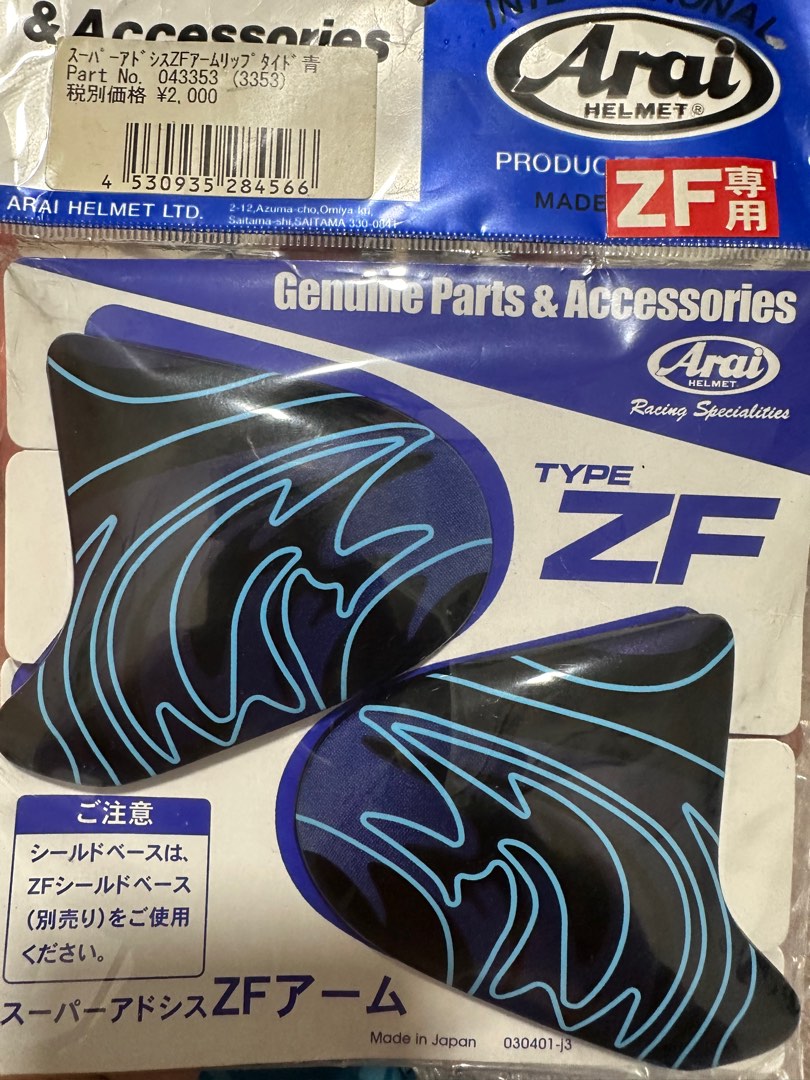 & Accessories
スーパーアドシスZFアームリップタイド青
Part No. 043353 (3353)
税別価格 ¥2,000
4 530935 284566
ARAI HELMET LTD.
2-12,Azuma-cho,Omiya-ku,
Saitama-shi,SAITAMA 330-0841
INTERNATIONAL
Arai
HELMET®
MADE
ZF専用
Genuine Parts & Accessories
Arai
HELMET
Racing Specialities
TYPE
ZF
ご注意
シールドベースは、
ZFシールドベース
(別売り)をご使用
ください。
スーパーアドシスZFアーム
Made in Japan 030401-j3